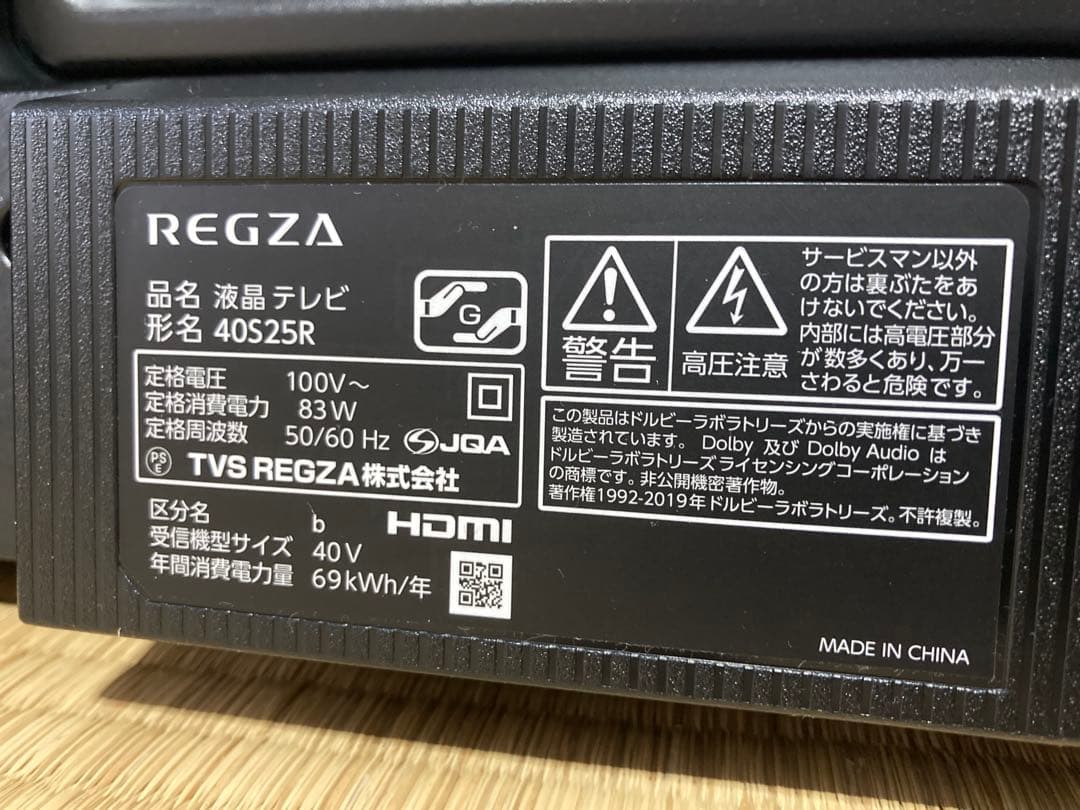 REGZA
品名 液晶テレビ
形名 40S25R
G
定格電圧 100V～
定格消費電力 83W
定格周波数 50/60 Hz
JQA
PS
E
TVS REGZA株式会社
区分名 b
HDMI
受信機型サイズ 40V
年間消費電力量 69kWh/年
警告
高圧注意
サービスマン以外
の方は裏ぶたをあ
けないでください。
内部には高電圧部分
が数多くあり、万一
さわると危険です。
この製品はドルビーラボラトリーズからの実施権に基づき
製造されています。 Dolby 及び Dolby Audio は
ドルビーラボラトリーズライセンシングコーポレーション
の商標です。非公開機密著作物。
著作権1992-2019年ドルビーラボラトリーズ。不許複製。
MADE IN CHINA